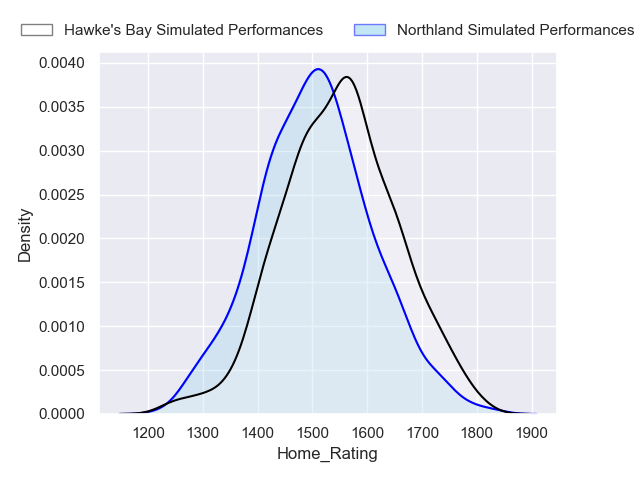 Hawke's Bay Simulated Performances
Northland Simulated Performances
0.0040
0.0035
0.0030
0.0025
0.0020
0.0015
0.0010
0.0005
0.0000
Density
1200 1300 1400 1500 1600 1700 1800 1900
Home_Rating